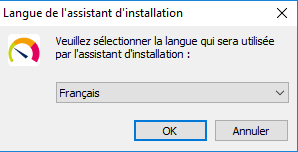 Langue de l'assistant d'installation
Veuillez sélectionner la langue qui sera utilisée
par l'assistant d'installation :
Français
OK
Annuler